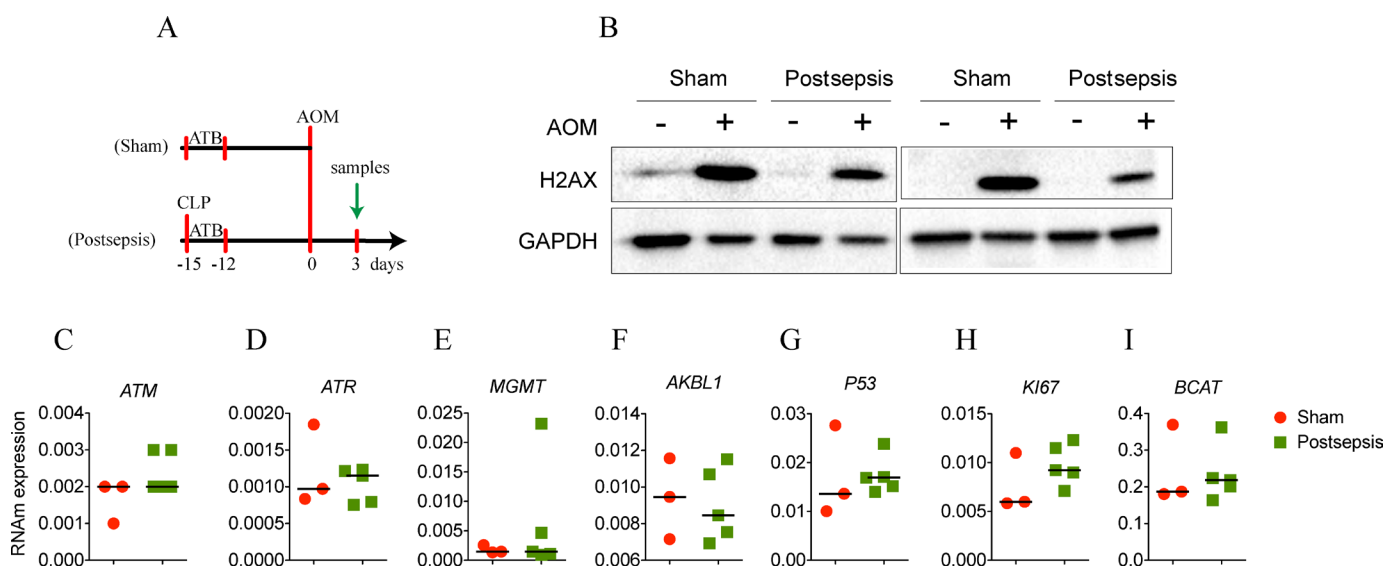 A
B
Sham Postsepsis Sham Postsepsis
AOM - + - + - + - +
H2AX
GAPDH
AOM
(Sham) ATB
samples
CLP
(Postsepsis) ATB
-15 -12 0 3 days
C D E F G H I
ATM ATR MGMT AKBL1 P53 KI67 BCAT
RNAm expression
0.004
0.003
0.002
0.001
0.000
0.0020
0.0015
0.0010
0.0005
0.0000
0.025
0.020
0.015
0.010
0.005
0.000
0.014
0.012
0.010
0.008
0.006
0.03
0.02
0.01
0.00
0.015
0.010
0.005
0.000
0.4
0.3
0.2
0.1
0.0
Sham
Postsepsis